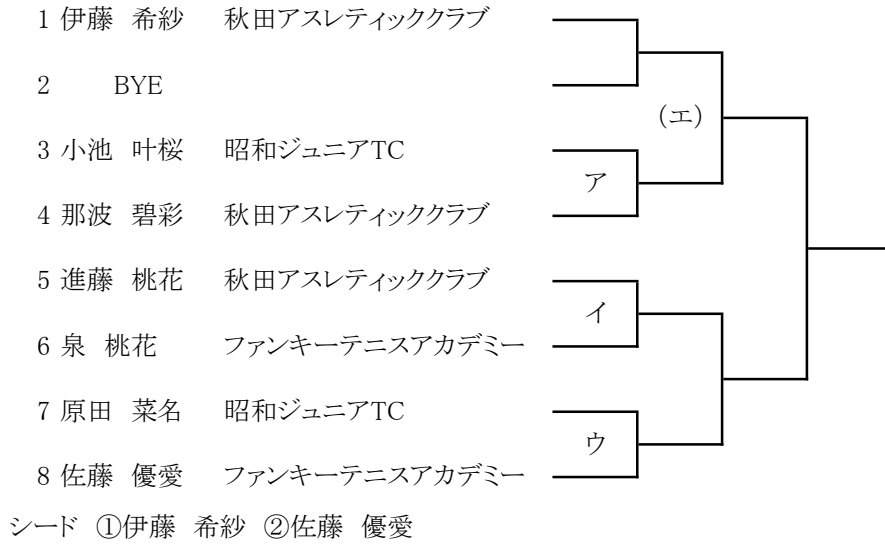 1 伊藤 希紗 秋田アスレティッククラブ
2 BYE
(エ)
3 小池 叶桜 昭和ジュニアTC
ア
4 那波 碧彩 秋田アスレティッククラブ
5 進藤 桃花 秋田アスレティッククラブ
イ
6 泉 桃花 ファンキーテニスアカデミー
7 原田 菜名 昭和ジュニアTC
ウ
8 佐藤 優愛 ファンキーテニスアカデミー
シード ①伊藤 希紗 ②佐藤 優愛